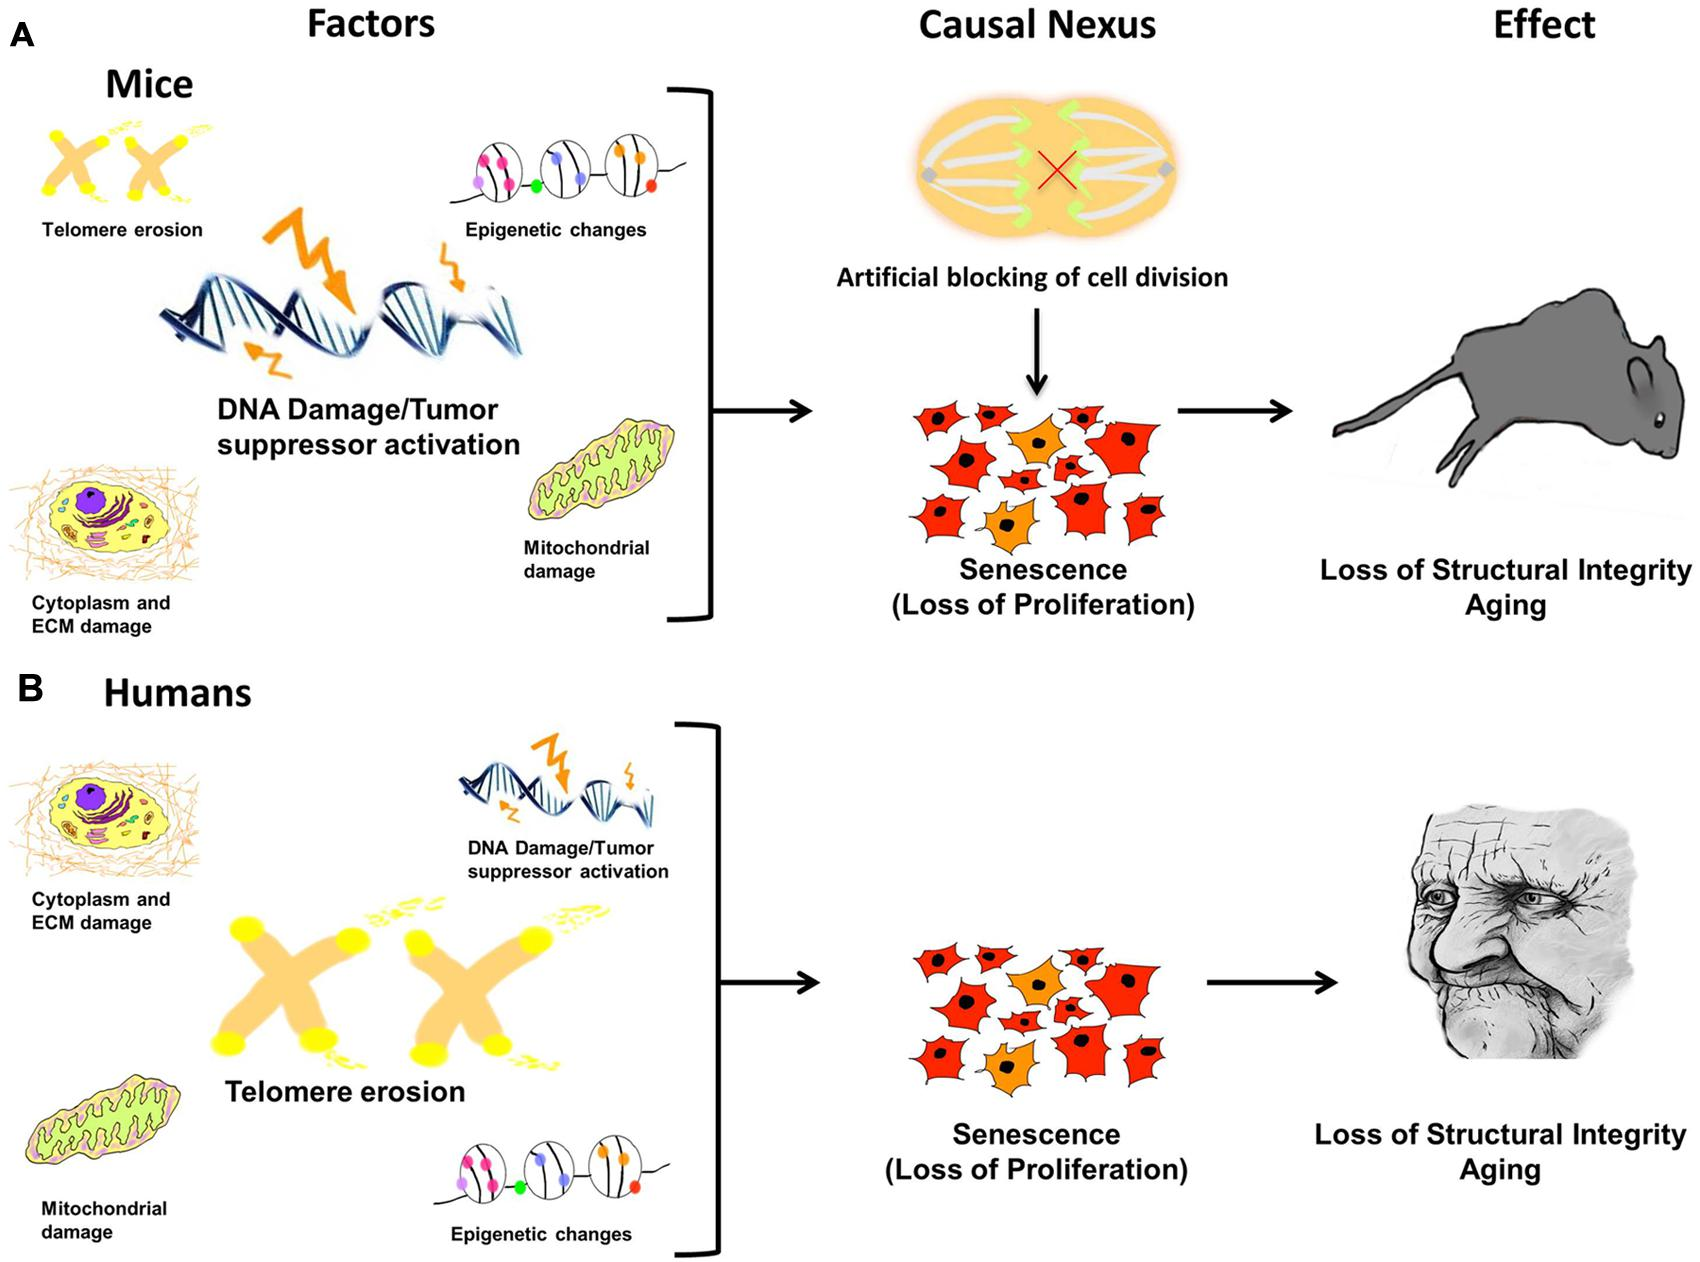 A
Factors
Causal Nexus
Effect
Mice
Telomere erosion
Epigenetic changes
Artificial blocking of cell division
DNA Damage/Tumor
suppressor activation
Mitochondrial
damage
Cytoplasm and
ECM damage
Senescence
(Loss of Proliferation)
Loss of Structural Integrity
Aging
B
Humans
Cytoplasm and
ECM damage
DNA Damage/Tumor
suppressor activation
Telomere erosion
Mitochondrial
damage
Epigenetic changes
Senescence
(Loss of Proliferation)
Loss of Structural Integrity
Aging